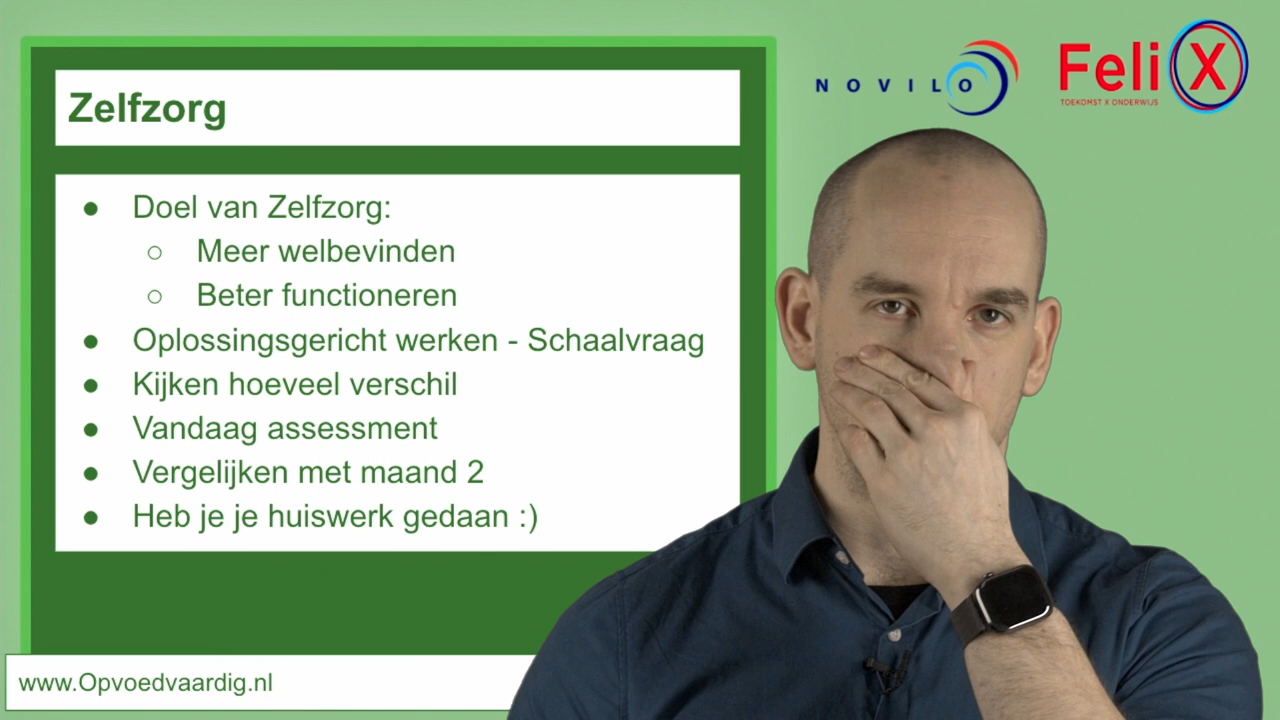 NOVILO
FeliX
TOEKOMST X ONDERWIJS
Zelfzorg
● Doel van Zelfzorg:
○ Meer welbevinden
○ Beter functioneren
● Oplossingsgericht werken - Schaalvraag
● Kijken hoeveel verschil
● Vandaag assessment
● Vergelijken met maand 2
● Heb je je huiswerk gedaan :)
www.Opvoedvaardig.nl